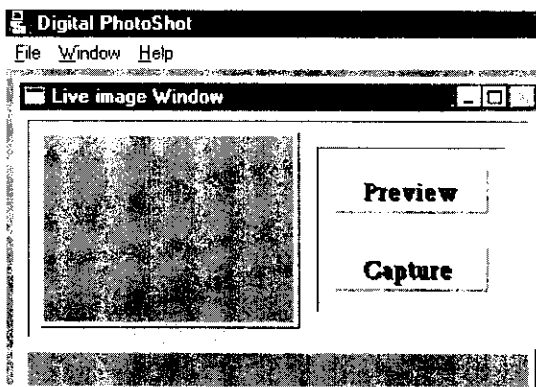 Digital PhotoShot
File Window Help
Live image Window
Preview
Capture